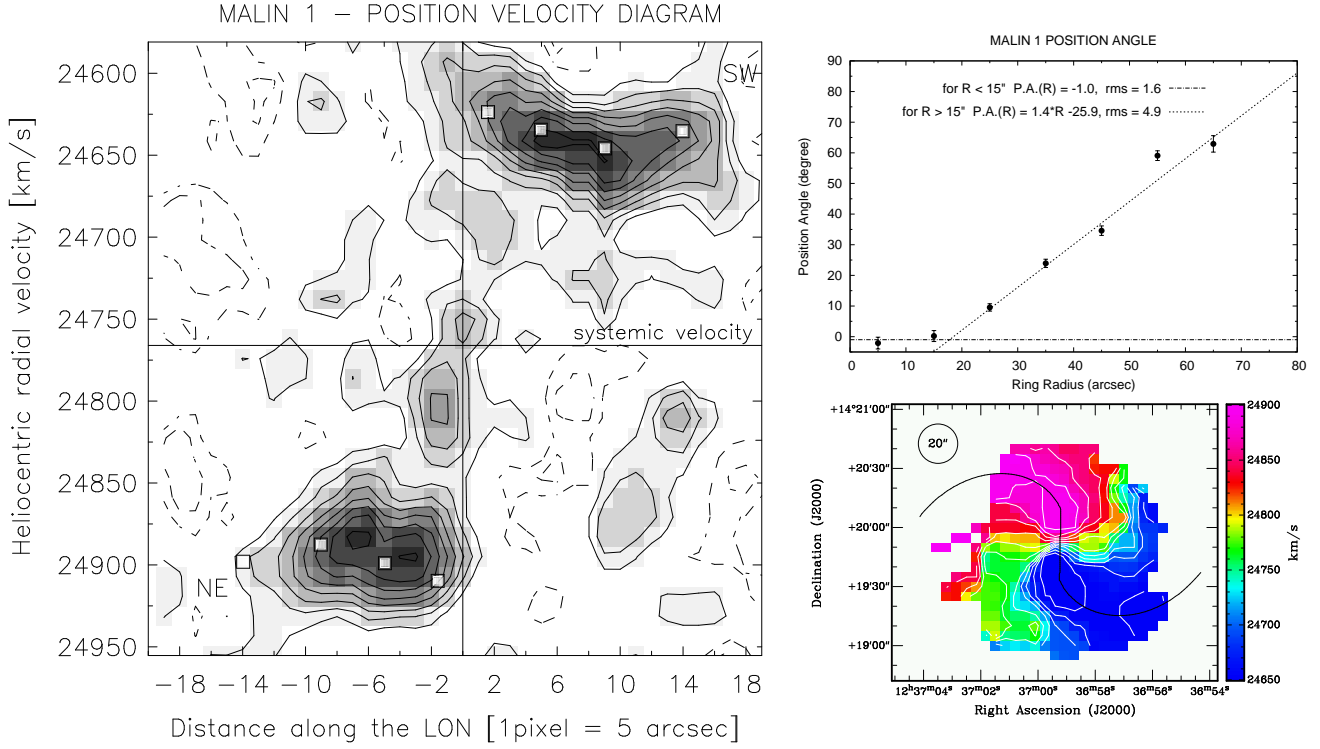 MALIN 1 – POSITION VELOCITY DIAGRAM
Heliocentric radial velocity [km/s]
24600
24650
24700
24750
24800
24850
24900
24950
SW
systemic velocity
NE
-18 -14 -10 -6 -2 2 6 10 14 18
Distance along the LON [1pixel = 5 arcsec]
MALIN 1 POSITION ANGLE
Position Angle (degree)
90
80
70
60
50
40
30
20
10
0
for R < 15" P.A.(R) = -1.0, rms = 1.6
for R > 15" P.A.(R) = 1.4*R -25.9, rms = 4.9
0 10 20 30 40 50 60 70 80
Ring Radius (arcsec)
Declination (J2000)
+14°21'00"
+20'30"
+20'00"
+19'30"
+19'00"
20"
12h37m04s 37m02s 37m00s 36m58s 36m56s 36m54s
Right Ascension (J2000)
24900
24850
24800
24750
24700
24650
km/s